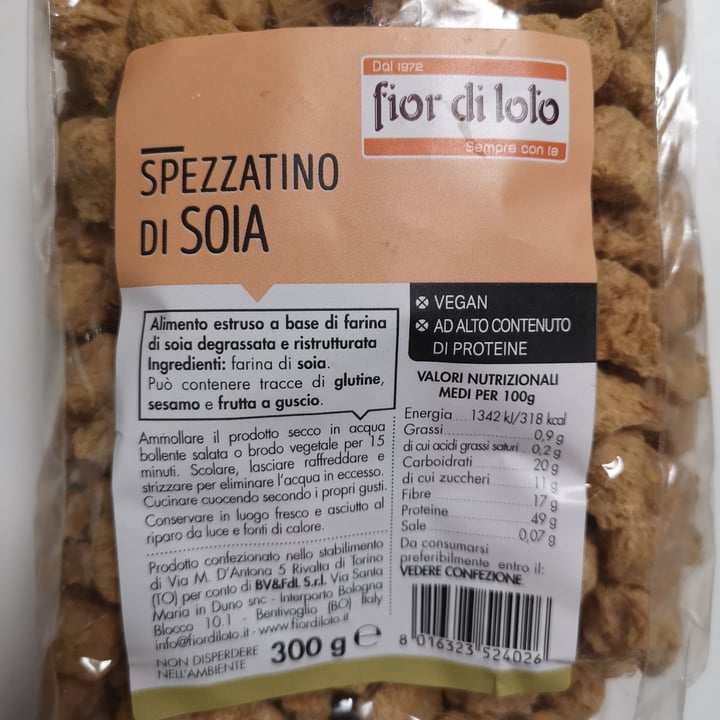 Dal 1972
fior di loto
Sempre con te
SPEZZATINO
DI SOIA
Alimento estruso a base di farina
di soia degrassata e ristrutturata
Ingredienti: farina di soia.
Può contenere tracce di glutine,
sesamo e frutta a guscio.
Ammollare il prodotto secco in acqua
bollente salata o brodo vegetale per 15
minuti. Scolare, lasciare raffreddare e
strizzare per eliminare l'acqua in eccesso.
Cucinare cuocendo secondo i propri gusti.
Conservare in luogo fresco e asciutto al
riparo da luce e fonti di calore.
Prodotto confezionato nello stabilimento
di Via M. D'Antona 5 Rivalta di Torino
(TO) per conto di BV&FdL S.r.l. Via Santa
Maria in Duno snc - Interporto Bologna
Blocco 10.1 - Bentivoglio (BO) Italy
info@fiordiloto.it - www.fiordiloto.it
NON DISPERDERE
NELL'AMBIENTE
300 g e
VEGAN
AD ALTO CONTENUTO
DI PROTEINE
VALORI NUTRIZIONALI
MEDI PER 100g
Energia 1342 kJ/318 kcal
Grassi 0,9 g
di cui acidi grassi saturi 0,2 g
Carboidrati 20 g
di cui zuccheri 11 g
Fibre 17 g
Proteine 49 g
Sale 0,07 g
Da consumarsi
preferibilmente entro il:
VEDERE CONFEZIONE
8 016323 524026